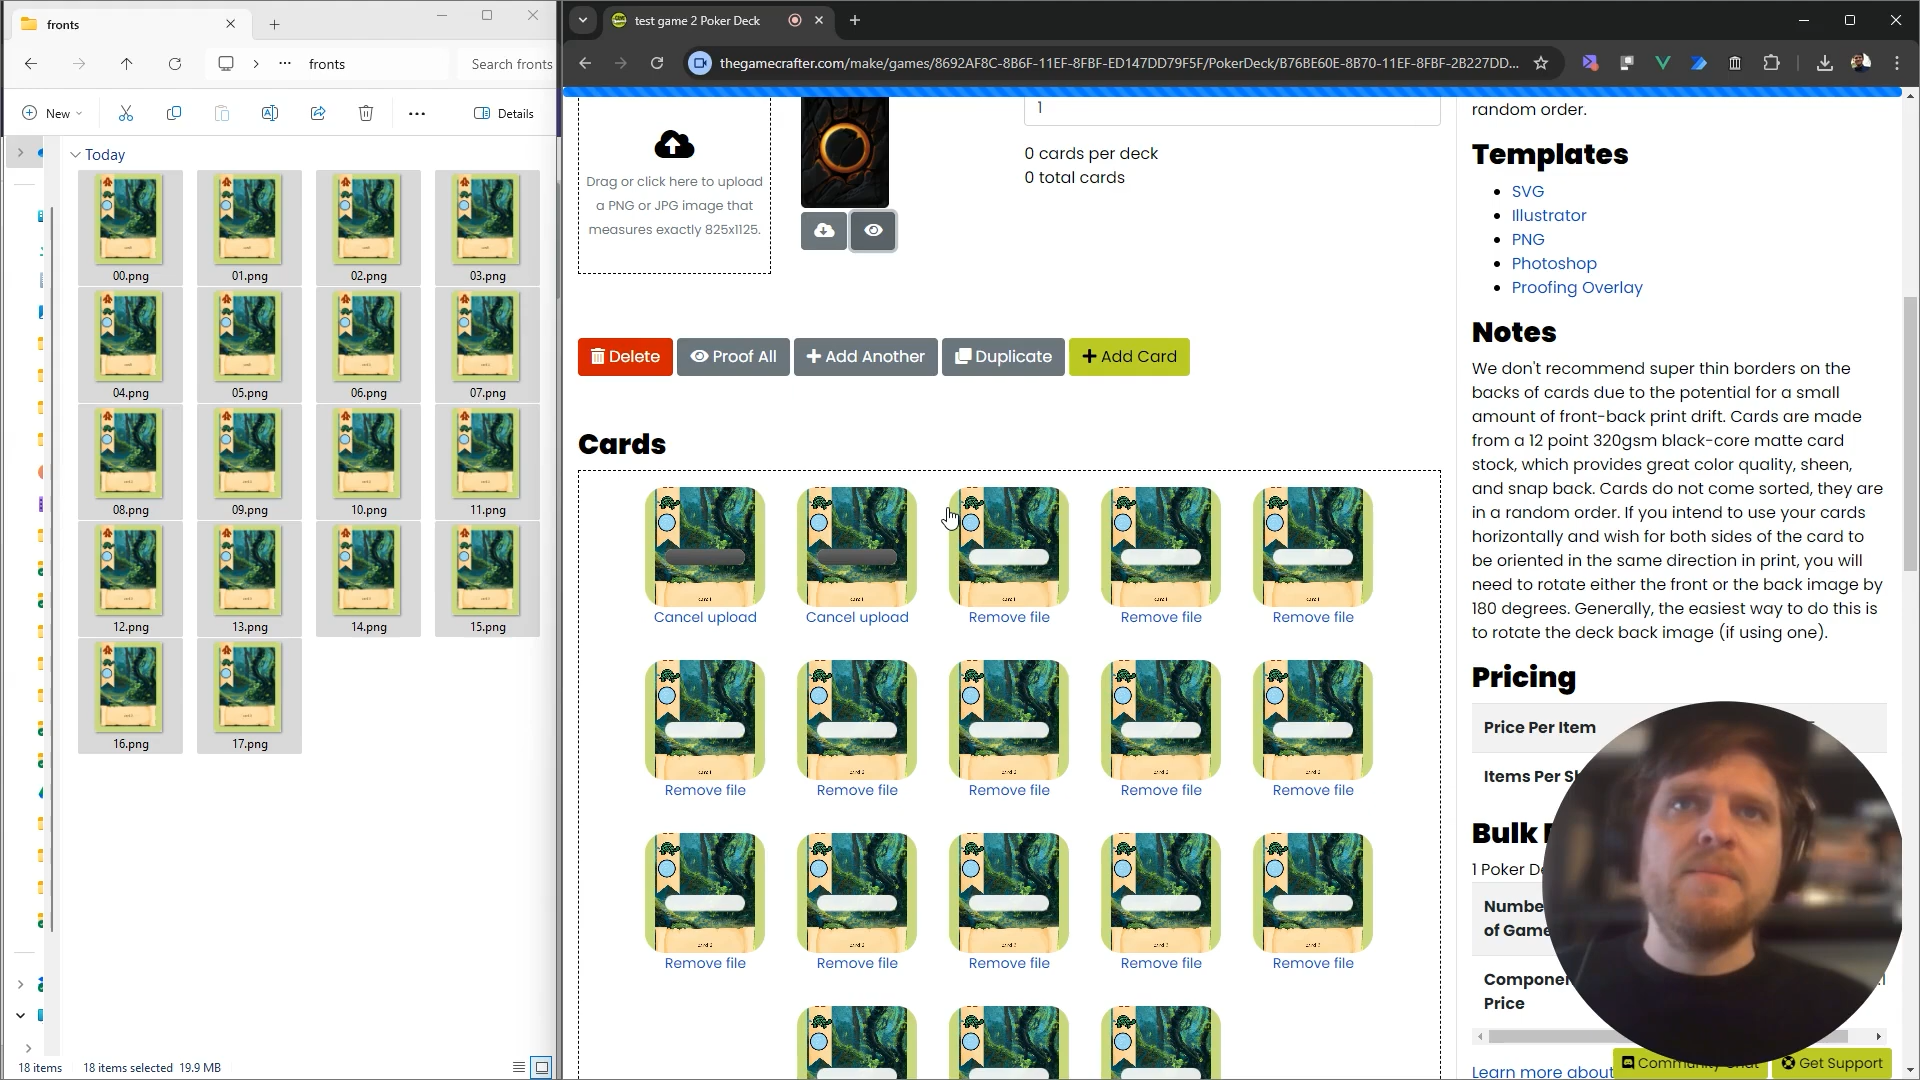 fronts
fronts
Search fronts
New
Details
Today
00.png
01.png
02.png
03.png
04.png
05.png
06.png
07.png
08.png
09.png
10.png
11.png
12.png
13.png
14.png
15.png
16.png
17.png
18 items
18 items selected 19.9 MB
test game 2 Poker Deck
thegamecrafter.com/make/games/8692AF8C-8B6F-11EF-8FBF-ED147DD79F5F/PokerDeck/B76BE60E-8B70-11EF-8FBF-2B227DD...
Drag or click here to upload
a PNG or JPG image that
measures exactly 825x1125.
1
0 cards per deck
0 total cards
Delete
Proof All
Add Another
Duplicate
Add Card
Cards
Cancel upload
Cancel upload
Remove file
Remove file
Remove file
Remove file
Remove file
Remove file
Remove file
Remove file
Remove file
Remove file
Remove file
Remove file
Remove file
random order.
Templates
SVG
Illustrator
PNG
Photoshop
Proofing Overlay
Notes
We don't recommend super thin borders on the
backs of cards due to the potential for a small
amount of front-back print drift. Cards are made
from a 12 point 320gsm black-core matte card
stock, which provides great color quality, sheen,
and snap back. Cards do not come sorted, they are
in a random order. If you intend to use your cards
horizontally and wish for both sides of the card to
be oriented in the same direction in print, you will
need to rotate either the front or the back image by
180 degrees. Generally, the easiest way to do this is
to rotate the deck back image (if using one).
Pricing
Price Per Item
Items Per
Bulk
1 Poker
of Game
Price
Learn more about
Community Chat
Get Support